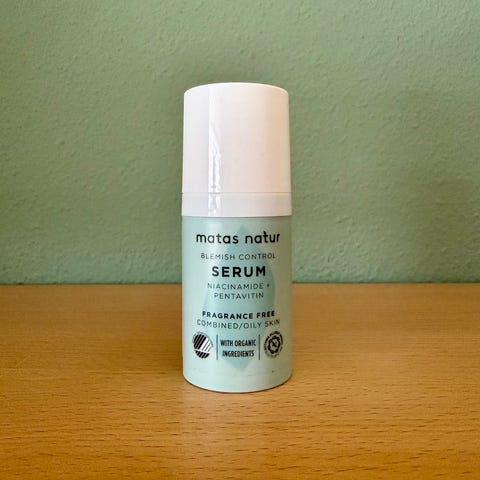 matas natur
BLEMISH CONTROL
SERUM
NIACINAMIDE +
PENTAVITIN
FRAGRANCE FREE
COMBINED/OILY SKIN
WITH ORGANIC
INGREDIENTS